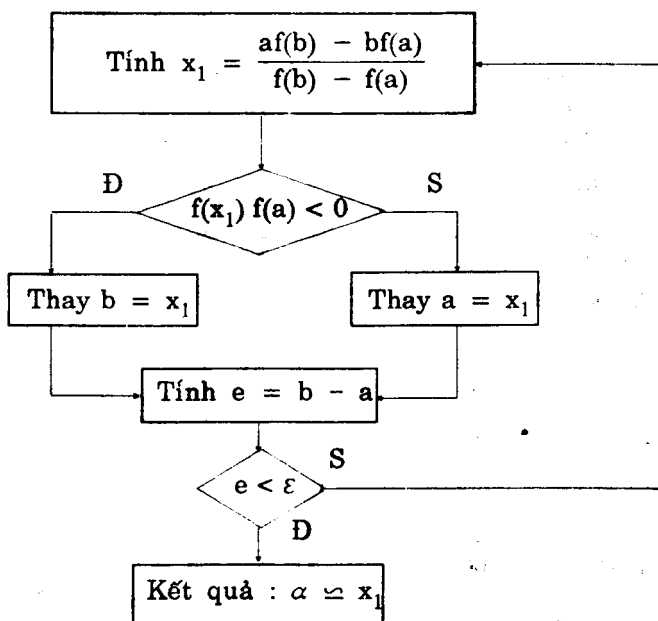 Tính x₁ = (af(b) − bf(a)) / (f(b) − f(a))
Đ
S
f(x₁) f(a) < 0
Thay b = x₁
Thay a = x₁
Tính e = b − a
S
e < ε
Đ
Kết quả : α ≌ x₁